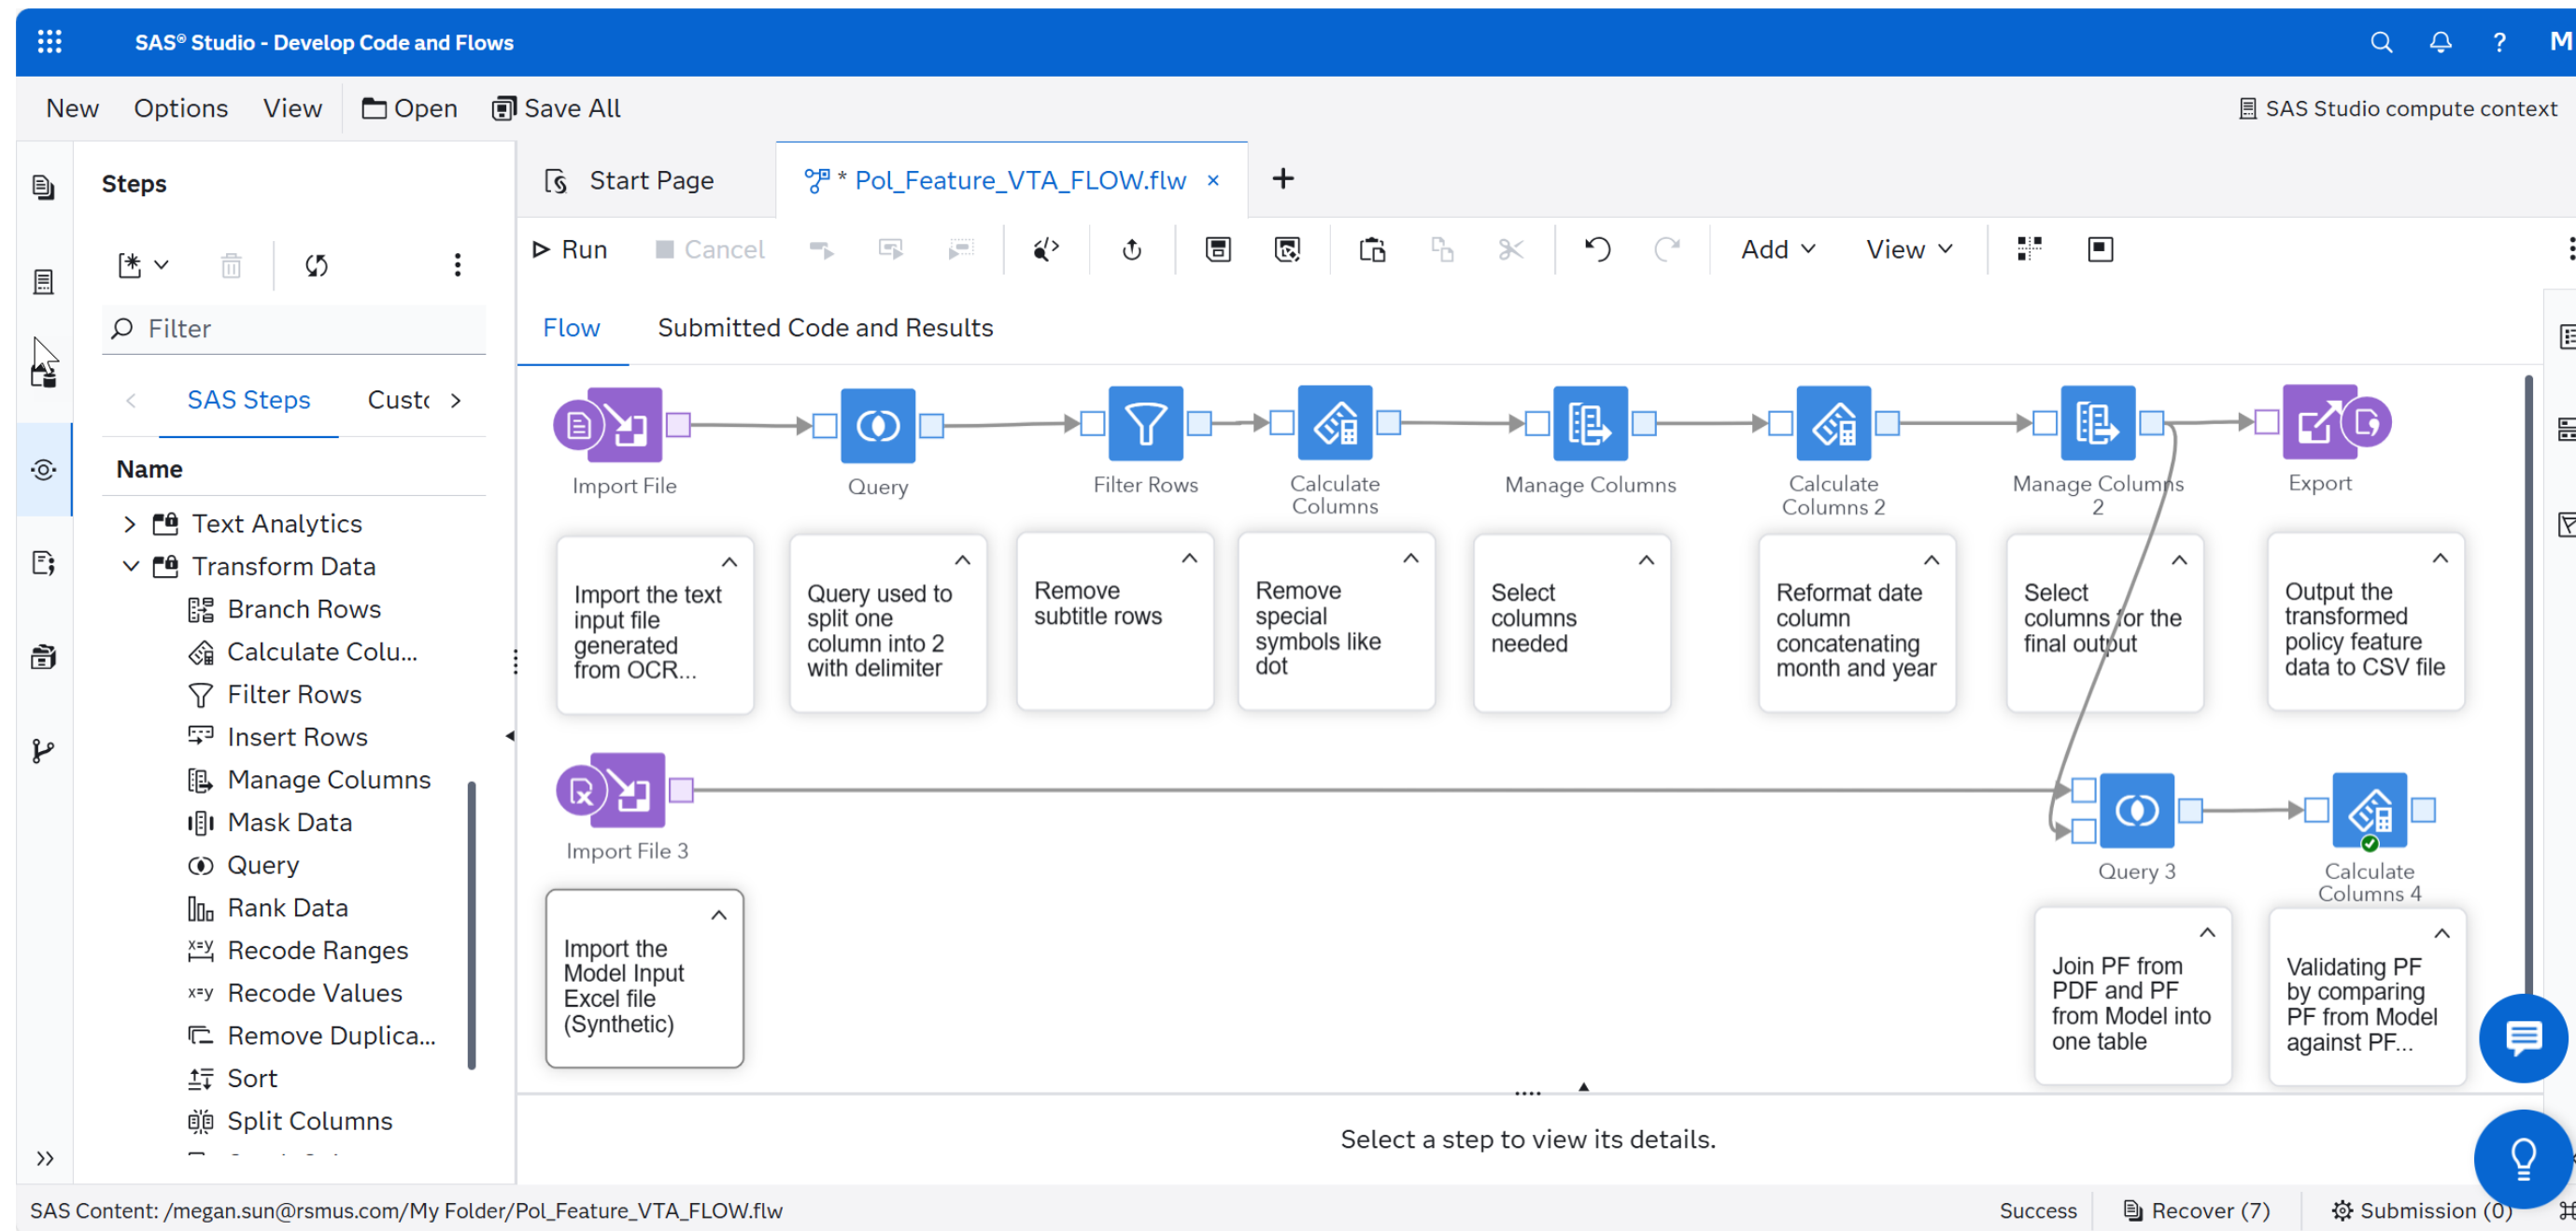 SAS® Studio - Develop Code and Flows
M
New Options View Open Save All
SAS Studio compute context
Steps
Start Page
* Pol_Feature_VTA_FLOW.flw ×
Run Cancel Add View
Filter
Flow Submitted Code and Results
SAS Steps
Name
Text Analytics
Transform Data
Branch Rows
Calculate Colu...
Filter Rows
Insert Rows
Manage Columns
Mask Data
Query
Rank Data
Recode Ranges
Recode Values
Remove Duplica...
Sort
Split Columns
Import File
Query
Filter Rows
Calculate
Columns
Manage Columns
Calculate
Columns 2
Manage Columns
2
Export
Import the text
input file
generated
from OCR...
Query used to
split one
column into 2
with delimiter
Remove
subtitle rows
Remove
special
symbols like
dot
Select
columns
needed
Reformat date
column
concatenating
month and year
Select
columns for the
final output
Output the
transformed
policy feature
data to CSV file
Import File 3
Query 3
Calculate
Columns 4
Import the
Model Input
Excel file
(Synthetic)
Join PF from
PDF and PF
from Model into
one table
Validating PF
by comparing
PF from Model
against PF...
Select a step to view its details.
SAS Content: /megan.sun@rsmus.com/My Folder/Pol_Feature_VTA_FLOW.flw
Success Recover (7) Submission (0)